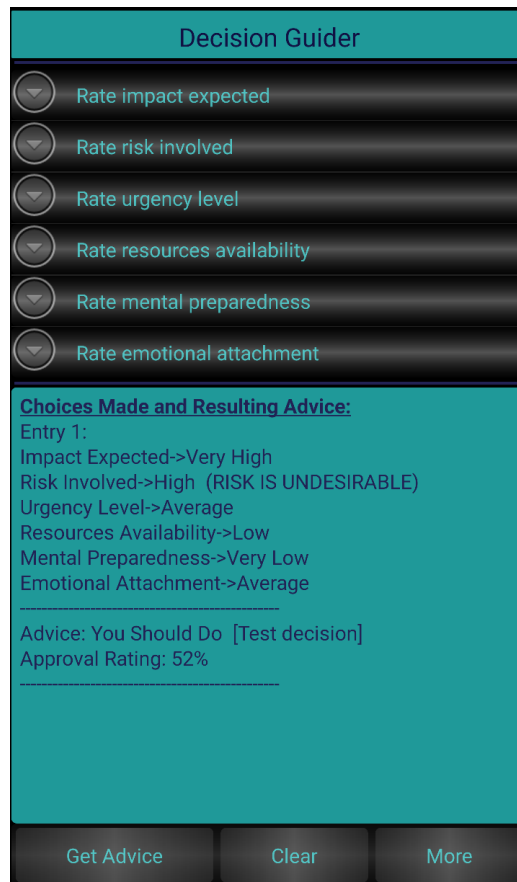 Decision Guider
Rate impact expected
Rate risk involved
Rate urgency level
Rate resources availability
Rate mental preparedness
Rate emotional attachment
Choices Made and Resulting Advice:
Entry 1:
Impact Expected->Very High
Risk Involved->High  (RISK IS UNDESIRABLE)
Urgency Level->Average
Resources Availability->Low
Mental Preparedness->Very Low
Emotional Attachment->Average
------------------------------------------------
Advice: You Should Do  [Test decision]
Approval Rating: 52%
------------------------------------------------
Get Advice
Clear
More